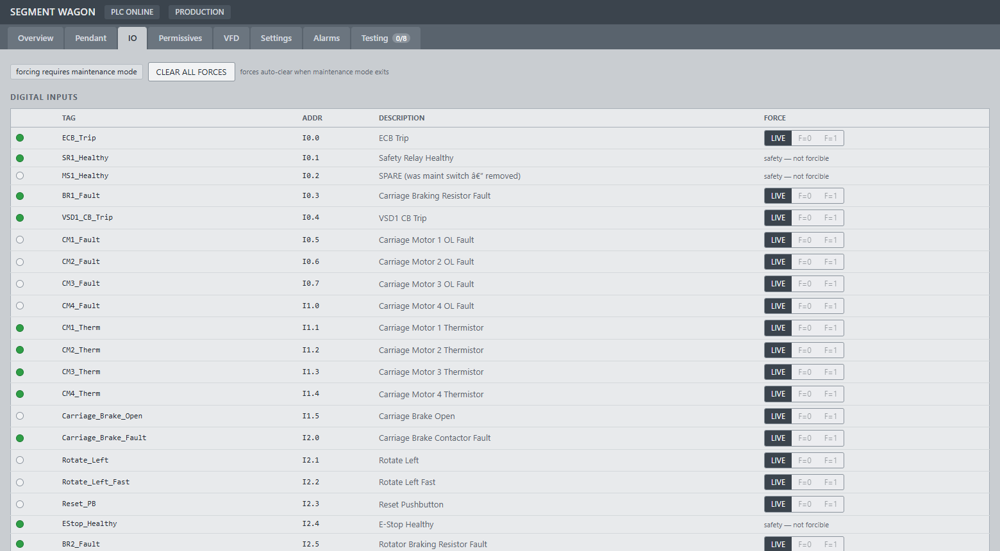 SEGMENT WAGON PLC ONLINE PRODUCTION
Overview Pendant IO Permissives VFD Settings Alarms Testing 0/8
forcing requires maintenance mode CLEAR ALL FORCES forces auto-clear when maintenance mode exits
DIGITAL INPUTS
TAG ADDR DESCRIPTION FORCE
ECB_Trip I0.0 ECB Trip LIVE F=0 F=1
SR1_Healthy I0.1 Safety Relay Healthy safety — not forcible
MS1_Healthy I0.2 SPARE (was maint switch â€" removed) safety — not forcible
BR1_Fault I0.3 Carriage Braking Resistor Fault LIVE F=0 F=1
VSD1_CB_Trip I0.4 VSD1 CB Trip LIVE F=0 F=1
CM1_Fault I0.5 Carriage Motor 1 OL Fault LIVE F=0 F=1
CM2_Fault I0.6 Carriage Motor 2 OL Fault LIVE F=0 F=1
CM3_Fault I0.7 Carriage Motor 3 OL Fault LIVE F=0 F=1
CM4_Fault I1.0 Carriage Motor 4 OL Fault LIVE F=0 F=1
CM1_Therm I1.1 Carriage Motor 1 Thermistor LIVE F=0 F=1
CM2_Therm I1.2 Carriage Motor 2 Thermistor LIVE F=0 F=1
CM3_Therm I1.3 Carriage Motor 3 Thermistor LIVE F=0 F=1
CM4_Therm I1.4 Carriage Motor 4 Thermistor LIVE F=0 F=1
Carriage_Brake_Open I1.5 Carriage Brake Open LIVE F=0 F=1
Carriage_Brake_Fault I2.0 Carriage Brake Contactor Fault LIVE F=0 F=1
Rotate_Left I2.1 Rotate Left LIVE F=0 F=1
Rotate_Left_Fast I2.2 Rotate Left Fast LIVE F=0 F=1
Reset_PB I2.3 Reset Pushbutton LIVE F=0 F=1
EStop_Healthy I2.4 E-Stop Healthy safety — not forcible
BR2_Fault I2.5 Rotator Braking Resistor Fault LIVE F=0 F=1